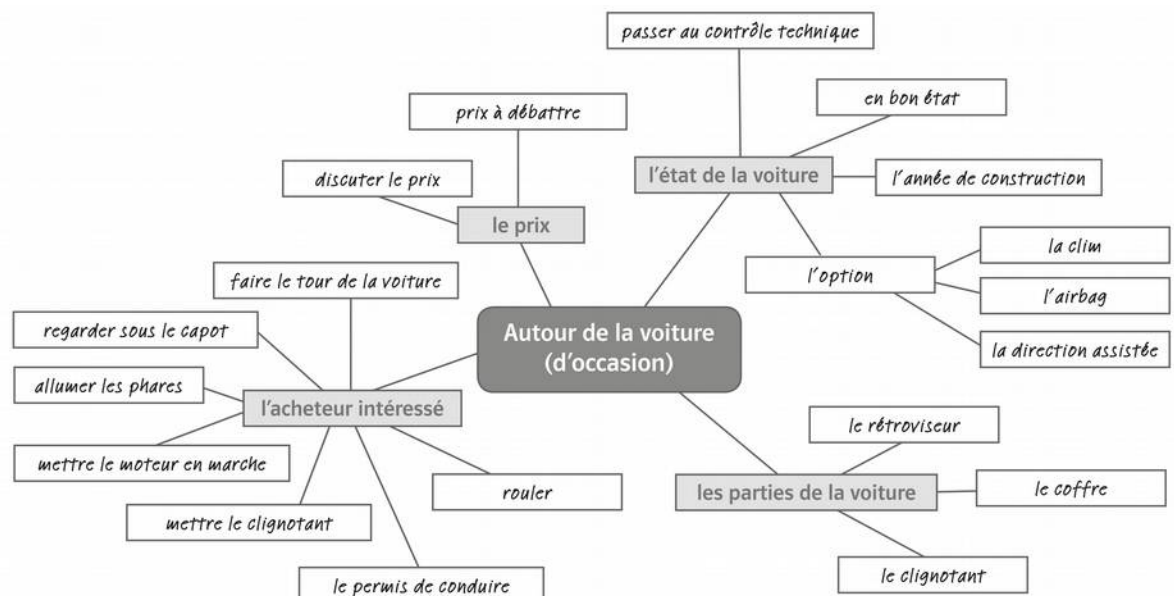 passer au contrôle technique
en bon état
prix à débattre
l'état de la voiture
l'année de construction
discuter le prix
le prix
la clim
l'option
faire le tour de la voiture
l'airbag
regarder sous le capot
Autour de la voiture
(d'occasion)
la direction assistée
allumer les phares
l'acheteur intéressé
le rétroviseur
mettre le moteur en marche
rouler
les parties de la voiture
le coffre
mettre le clignotant
le clignotant
le permis de conduire